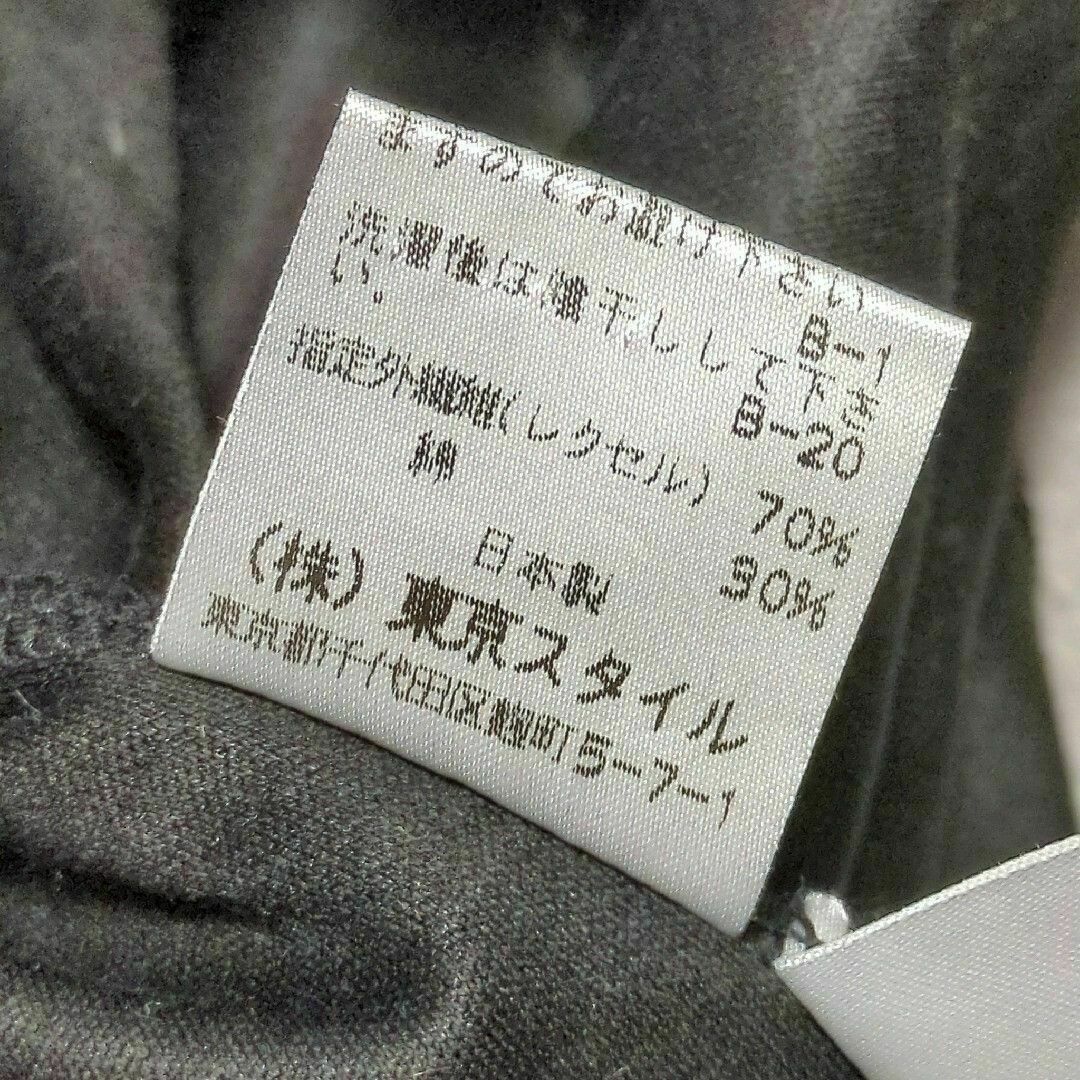 ますのでお避け下さい
B-1
洗濯後は陰干しして下さ
い。
B-20
指定外繊維(レクセル) 70%
綿 30%
日本製
(株)東京スタイル
東京都千代田区麹町5-7-1